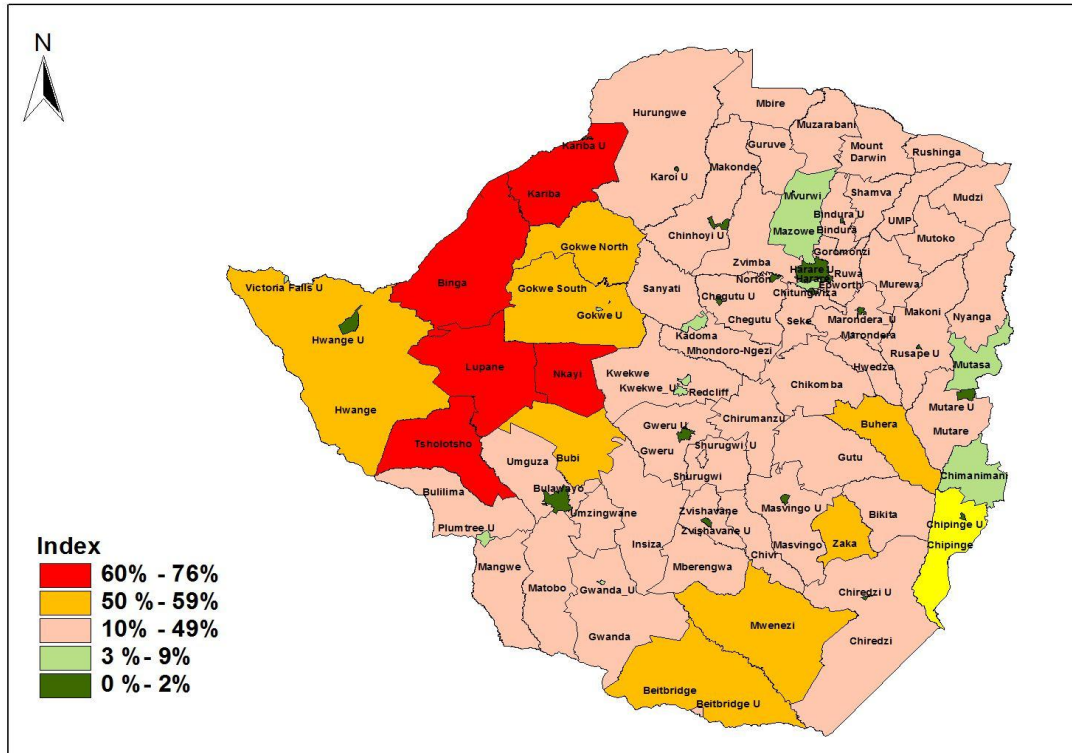 N
Mbire
Hurungwe
Muzarabani
Kariba U
Guruve
Mount
Darwin
Rushinga
Makonde
Karoi U
Kariba
Mvurwi
Shamva
Mudzi
Bindura U
UMP
Mazowe
Bindura
Chinhoyi U
Mutoko
Gokwe North
Goromonzi
Zvimba
Harare U
Ruwa
Harare
Norton
Epworth
Binga
Gokwe South
Sanyati
Chitungwiza
Murewa
Victoria Falls U
Chegutu U
Makoni
Nyanga
Gokwe U
Chegutu
Seke
Marondera_U
Kadoma
Marondera
Hwange U
Mhondoro-Ngezi
Rusape U
Mutasa
Lupane
Nkayi
Kwekwe
Hwedza
Kwekwe_U
Redcliff
Chikomba
Hwange
Mutare U
Chirumanzu
Buhera
Gweru U
Mutare
Tshoiotsho
Shurugwi_U
Gweru
Bubi
Gutu
Umguza
Shurugwi
Chimanimani
Bulilima
Bulawayo
Masvingo U
Bikita
Umzingwane
Zvishavane
Chipinge U
Plumtree U
Zvishavane U
Insiza
Masvingo
Zaka
Chipinge
Chivi
Mangwe
Mberengwa
Matobo
Gwanda_U
Chiredzi U
Mwenezi
Gwanda
Chiredzi
Beitbridge
Beitbridge U
Index
60% - 76%
50 % - 59%
10% - 49%
3 % - 9%
0 % - 2%